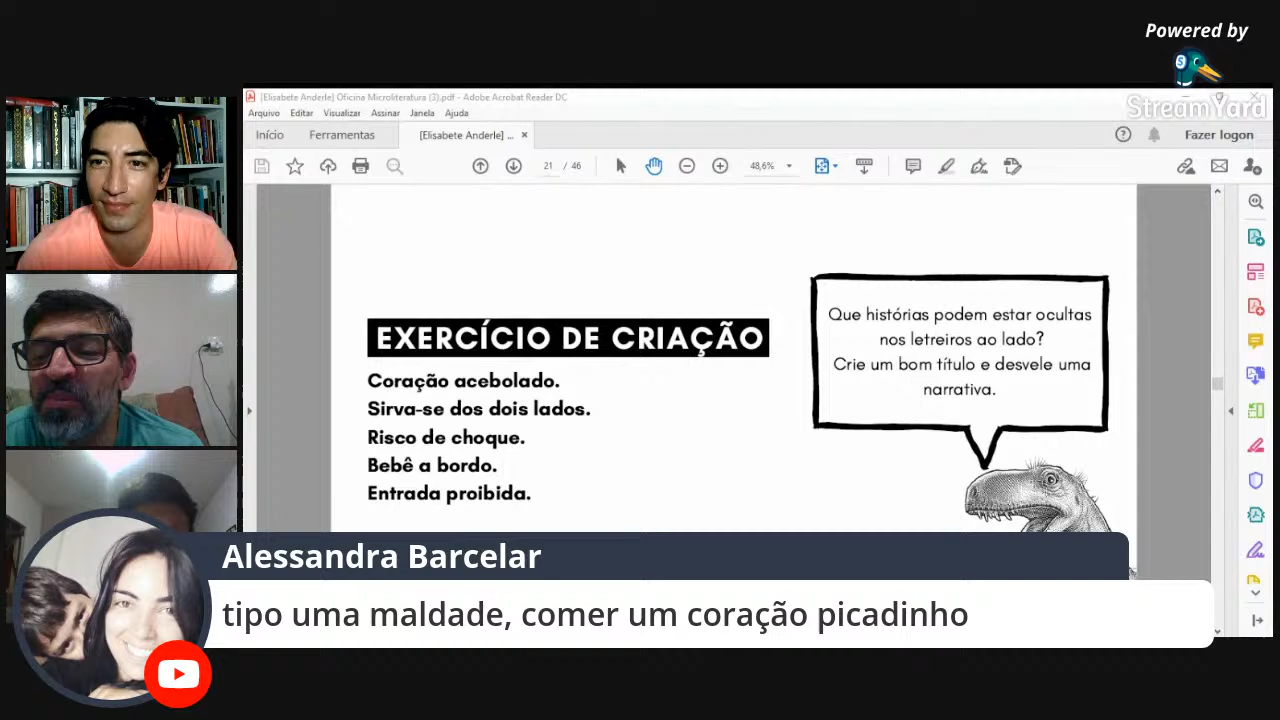 Powered by
StreamYard
[Elisabete Anderle] Oficina Microliteratura (3).pdf - Adobe Acrobat Reader DC
Arquivo Editar Visualizar Assinar Janela Ajuda
Início Ferramentas [Elisabete Anderle] ... × Fazer logon
21 / 46 48,6%
EXERCÍCIO DE CRIAÇÃO
Coração acebolado.
Sirva-se dos dois lados.
Risco de choque.
Bebê a bordo.
Entrada proibida.
Que histórias podem estar ocultas
nos letreiros ao lado?
Crie um bom título e desvele uma
narrativa.
Alessandra Barcelar
tipo uma maldade, comer um coração picadinho